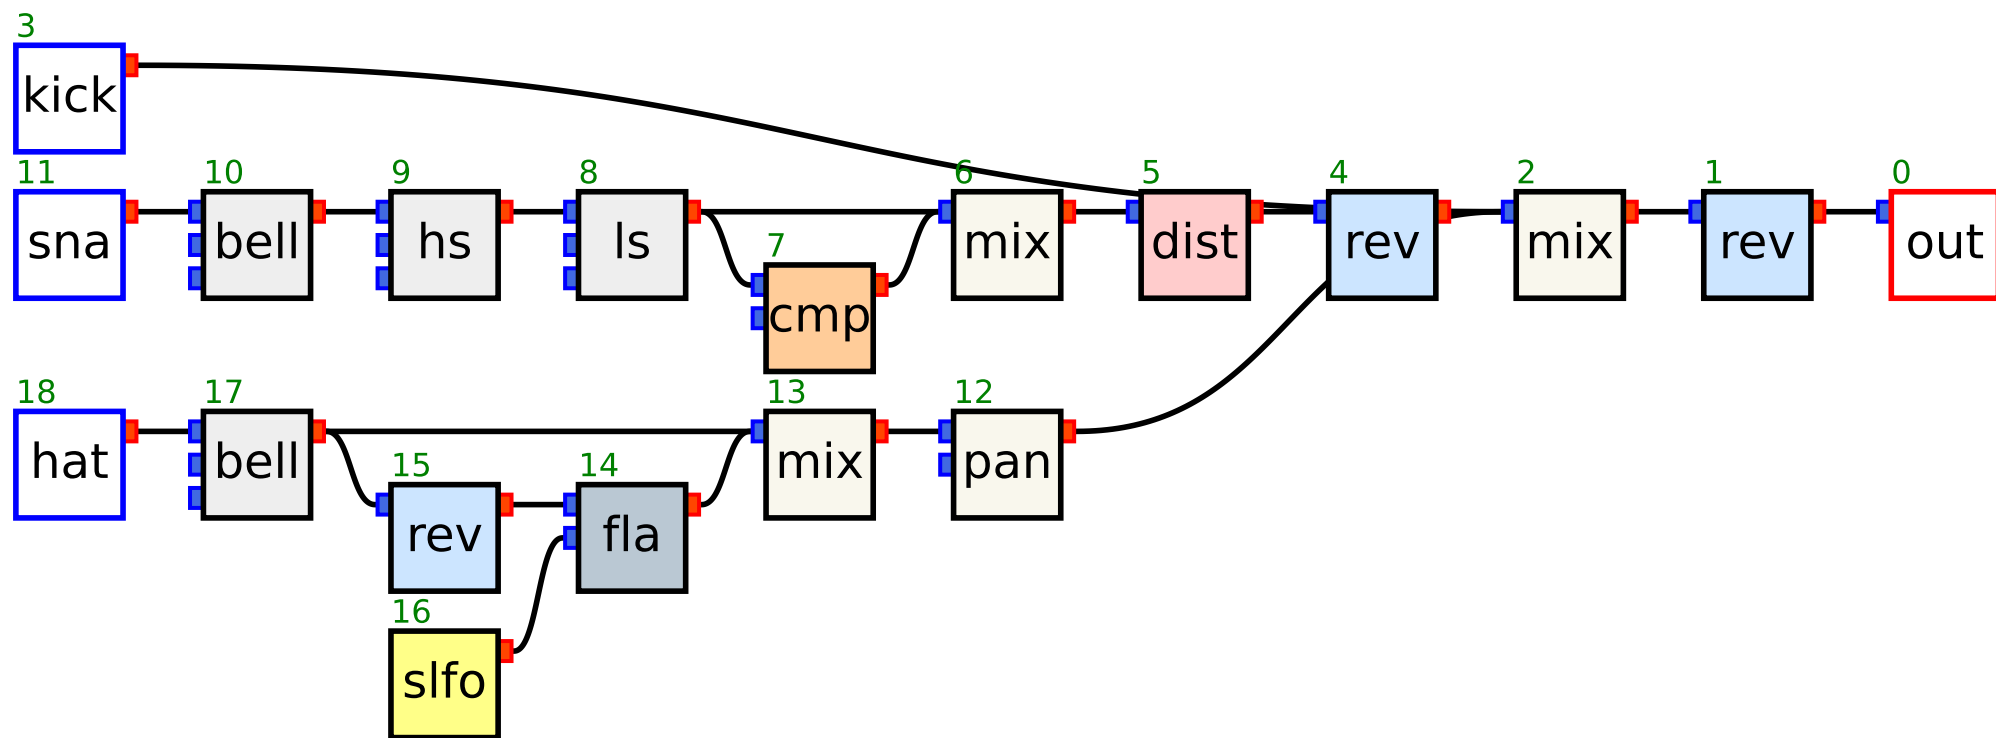 3
kick
11 10 9 8 6 5 4 2 1 0
sna bell hs ls mix dist rev mix rev out
7
cmp
18 17 13 12
hat bell mix pan
15 14
rev fla
16
slfo